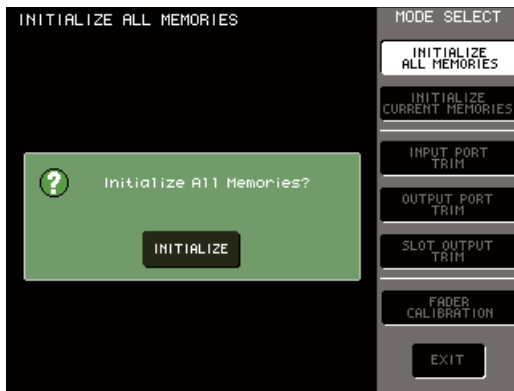 INITIALIZE ALL MEMORIES
MODE SELECT
INITIALIZE
ALL MEMORIES
INITIALIZE
CURRENT MEMORIES
INPUT PORT
TRIM
OUTPUT PORT
TRIM
SLOT OUTPUT
TRIM
FADER
CALIBRATION
EXIT
?
Initialize All Memories?
INITIALIZE